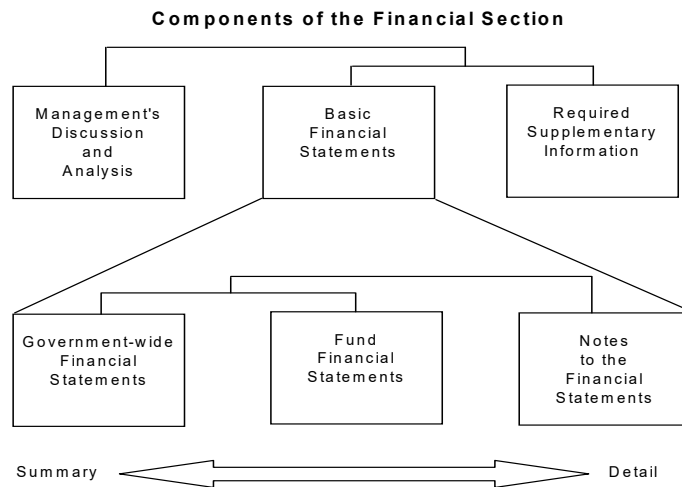 Components of the Financial Section
Management's
Discussion
and
Analysis
Basic
Financial
Statements
Required
Supplementary
Information
Government-wide
Financial
Statements
Fund
Financial
Statements
Notes
to the
Financial
Statements
Summary
Detail